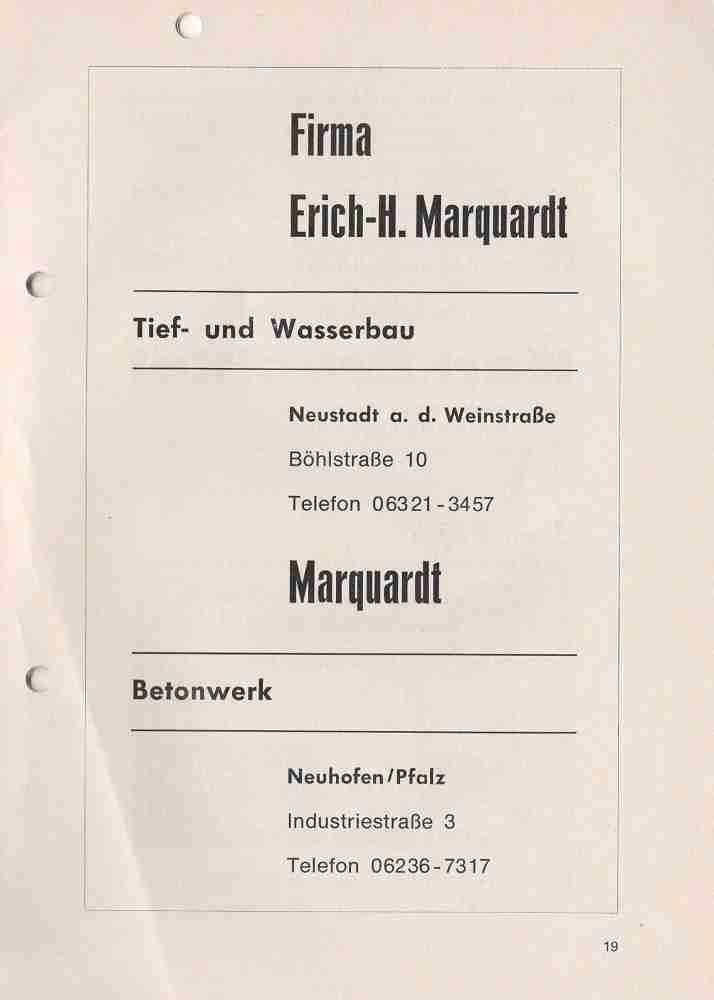 Firma
Erich-H. Marquardt
Tief- und Wasserbau
Neustadt a. d. Weinstraße
Böhlstraße 10
Telefon 06321-3457
Marquardt
Betonwerk
Neuhofen/Pfalz
Industriestraße 3
Telefon 06236-7317
19